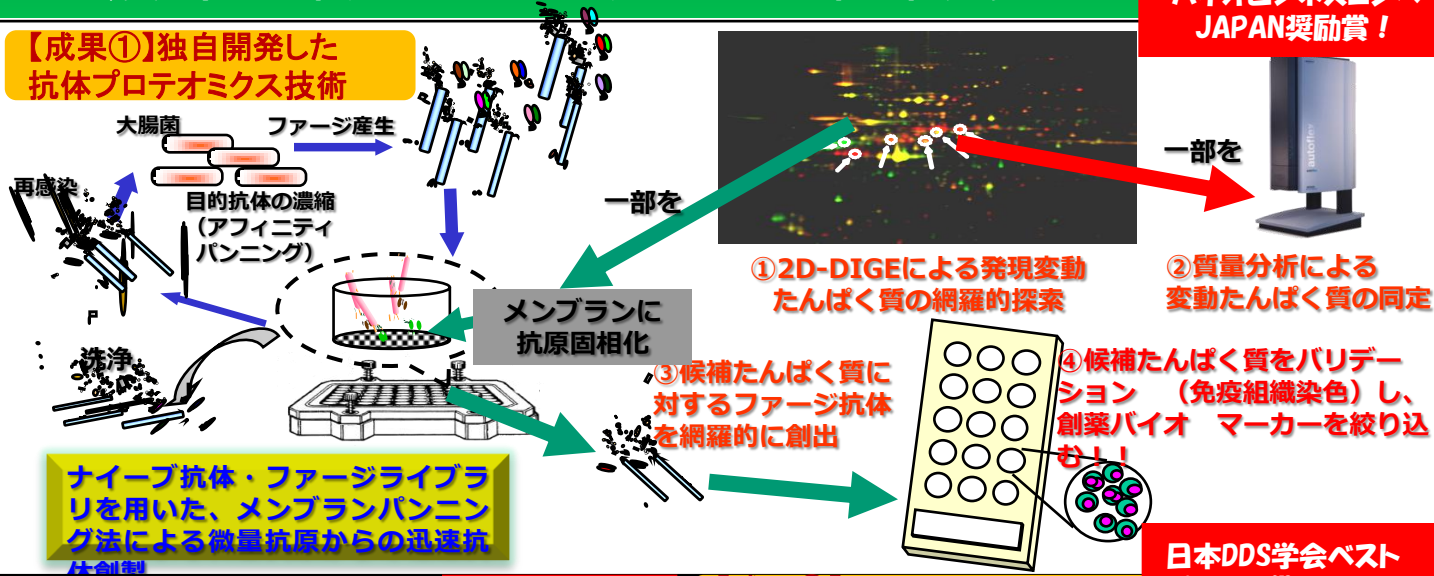 JAPAN奨励賞！
【成果①】独自開発した
抗体プロテオミクス技術
大腸菌
ファージ産生
再感染
目的抗体の濃縮
（アフィニティ
パンニング）
洗浄
メンブランに
抗原固相化
一部を
一部を
autoflex
①2D-DIGEによる発現変動
たんぱく質の網羅的探索
②質量分析による
変動たんぱく質の同定
③候補たんぱく質に
対するファージ抗体
を網羅的に創出
④候補たんぱく質をバリデー
ション　（免疫組織染色）し、
創薬バイオ　マーカーを絞り込
む！！
ナイーブ抗体・ファージライブラ
リを用いた、メンブランパンニン
グ法による微量抗原からの迅速抗
体創製
日本DDS学会ベスト